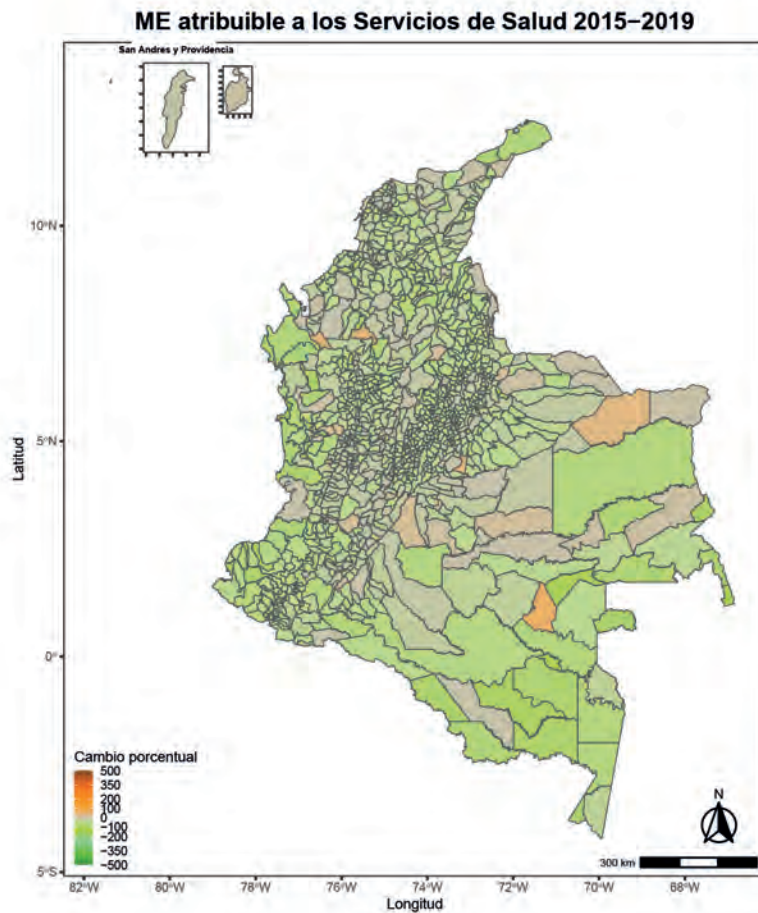 ME atribuible a los Servicios de Salud 2015−2019
San Andres y Providencia
10°N
5°N
0°
5°S
Latitud
Cambio porcentual
500
350
200
100
0
−100
−200
−350
−500
N
300 km
82°W 80°W 78°W 76°W 74°W 72°W 70°W 68°W
Longitud